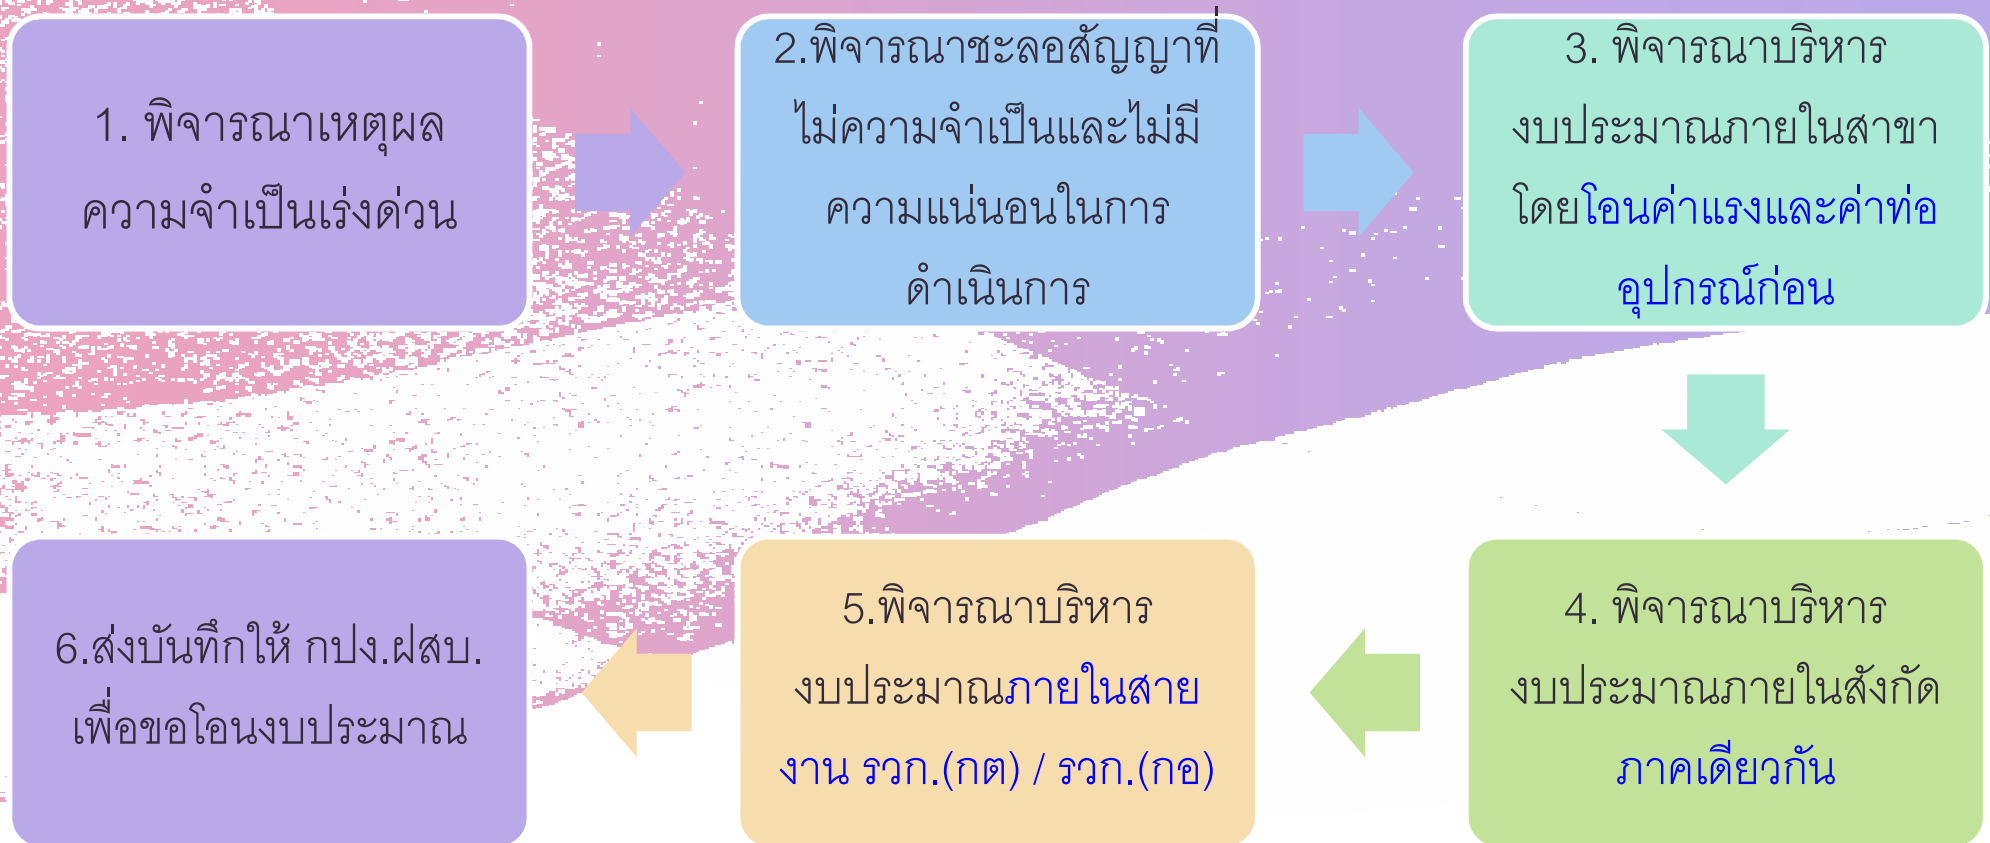 1. พิจารณาเหตุผล
ความจำเป็นเร่งด่วน
2.พิจารณาชะลอสัญญาที่
ไม่ความจำเป็นและไม่มี
ความแน่นอนในการ
ดำเนินการ
3. พิจารณาบริหาร
งบประมาณภายในสาขา
โดยโอนค่าแรงและค่าท่อ
อุปกรณ์ก่อน
4. พิจารณาบริหาร
งบประมาณภายในสังกัด
ภาคเดียวกัน
5.พิจารณาบริหาร
งบประมาณภายในสาย
งาน รวก.(กต) / รวก.(กอ)
6.ส่งบันทึกให้ กปง.ฝสบ.
เพื่อขอโอนงบประมาณ